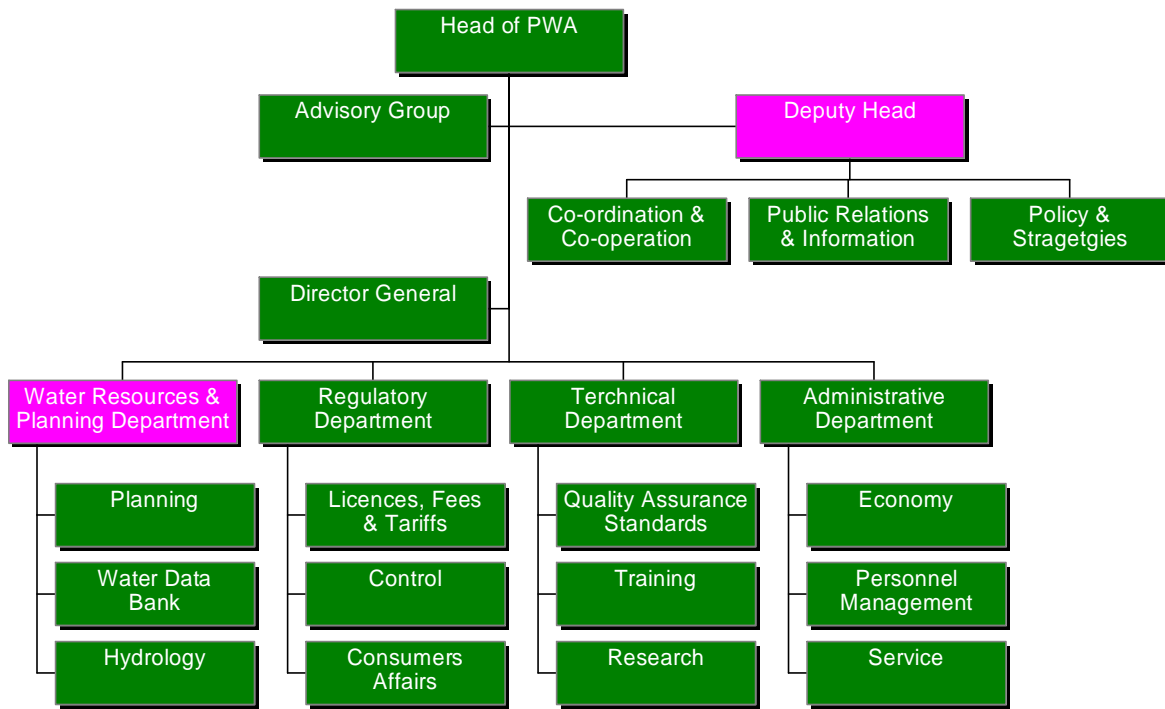 Head of PWA
Advisory Group
Deputy Head
Co-ordination &
Co-operation
Public Relations
& Information
Policy &
Stragetgies
Director General
Water Resources &
Planning Department
Regulatory
Department
Terchnical
Department
Administrative
Department
Planning
Licences, Fees
& Tariffs
Quality Assurance
Standards
Economy
Water Data
Bank
Control
Training
Personnel
Management
Hydrology
Consumers
Affairs
Research
Service